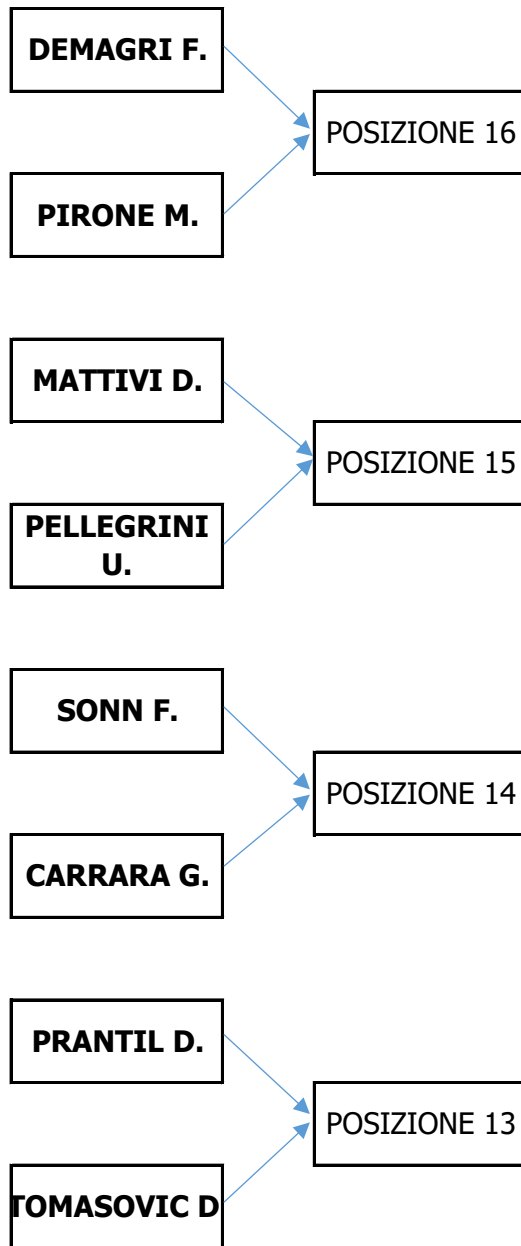 DEMAGRI F.
POSIZIONE 16
PIRONE M.
MATTIVI D.
POSIZIONE 15
PELLEGRINI
U.
SONN F.
POSIZIONE 14
CARRARA G.
PRANTIL D.
POSIZIONE 13
TOMASOVIC D